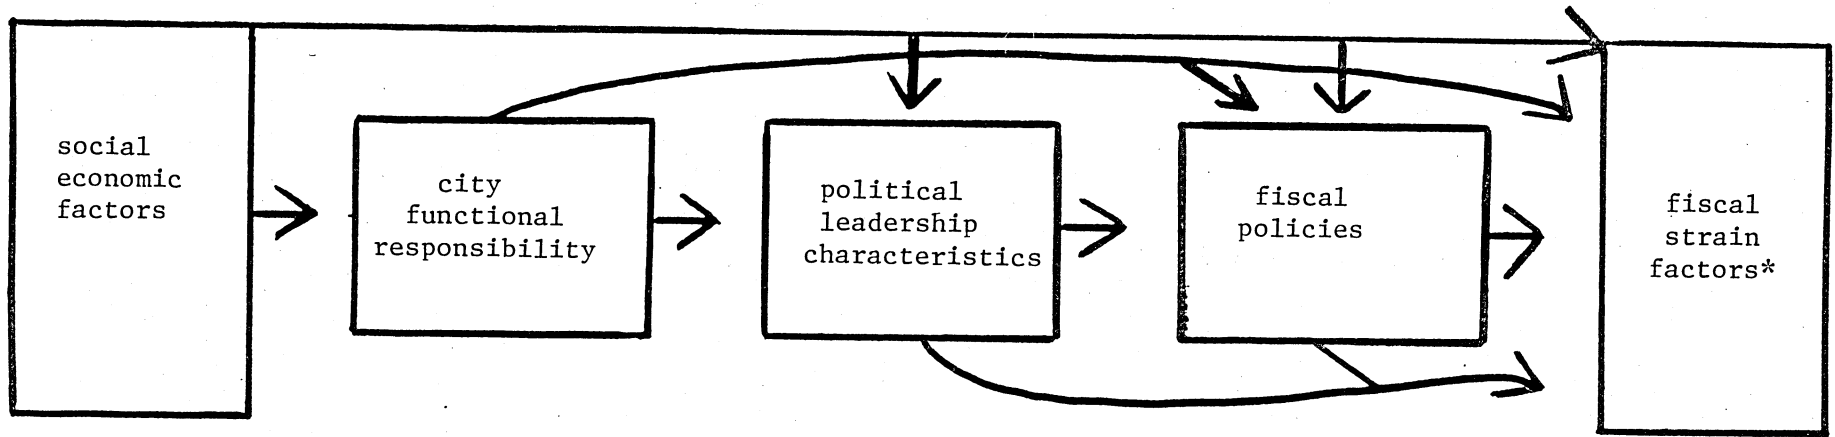 social
economic
factors
city
functional
responsibility
political
leadership
characteristics
fiscal
policies
fiscal
strain
factors*